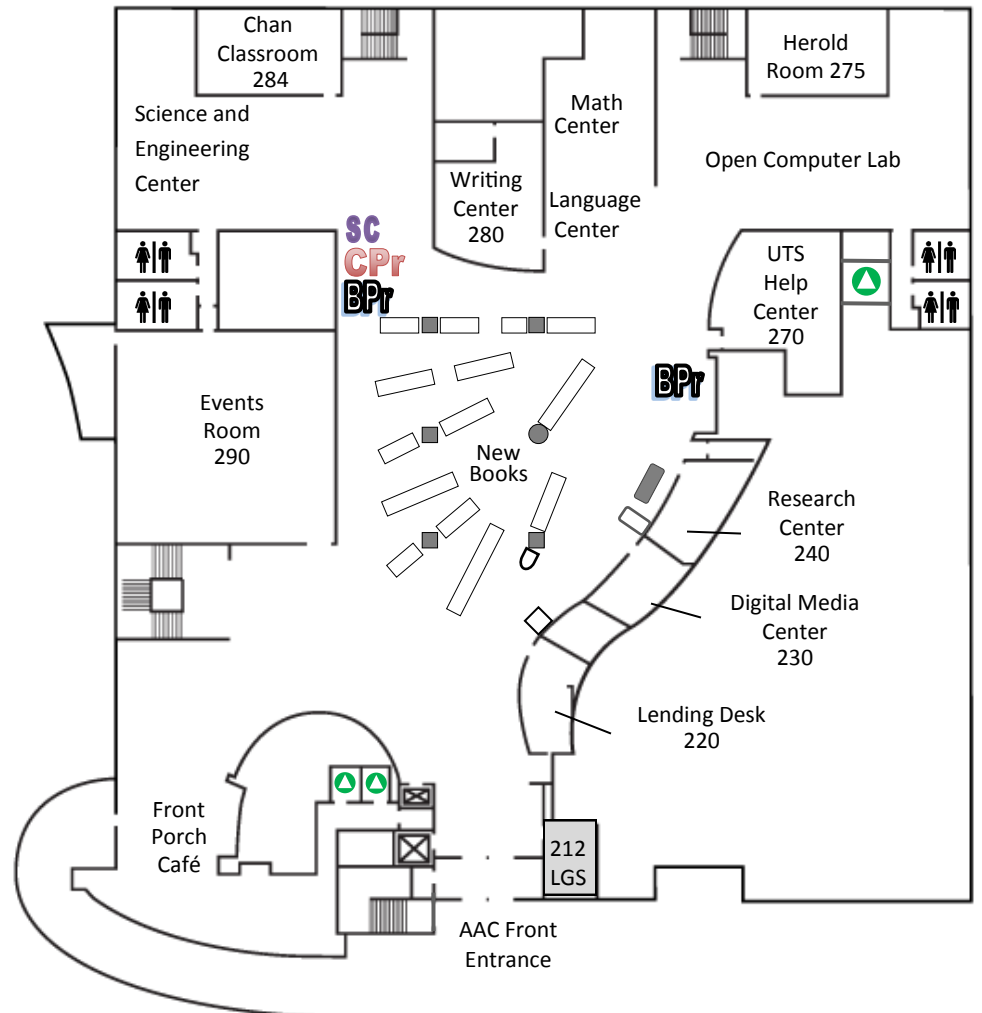 Chan
Classroom
284
Herold
Room 275
Science and
Engineering
Center
Math
Center
Open Computer Lab
Writing
Center
280
Language
Center
SC
CPr
BPr
UTS
Help
Center
270
BPr
Events
Room
290
New
Books
Research
Center
240
Digital Media
Center
230
Lending Desk
220
Front
Porch
Café
212
LGS
AAC Front
Entrance